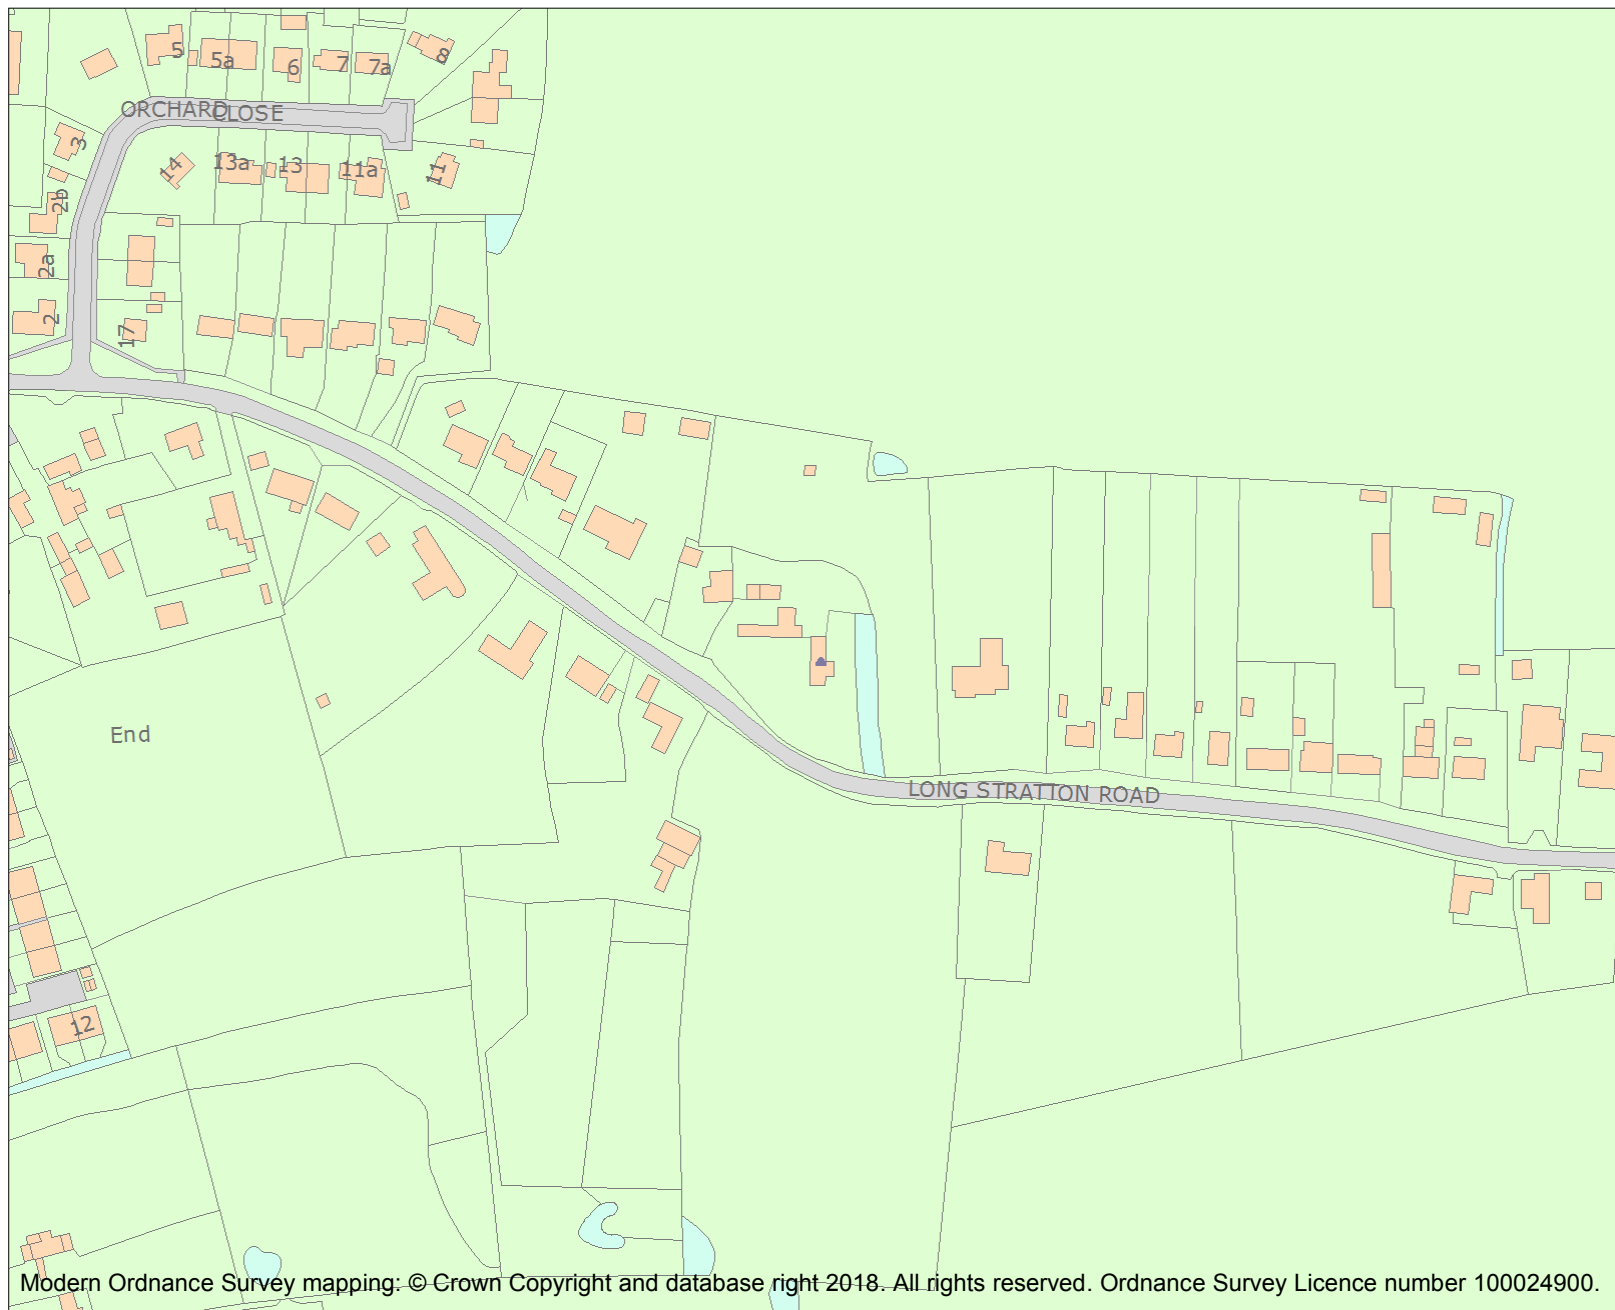 5
5a
6
7
7a
8
ORCHARD CLOSE
3
14
13a
13
11a
11
2b
2a
2
17
End
LONG STRATTON ROAD
12
Modern Ordnance Survey mapping: © Crown Copyright and database right 2018. All rights reserved. Ordnance Survey Licence number 100024900.